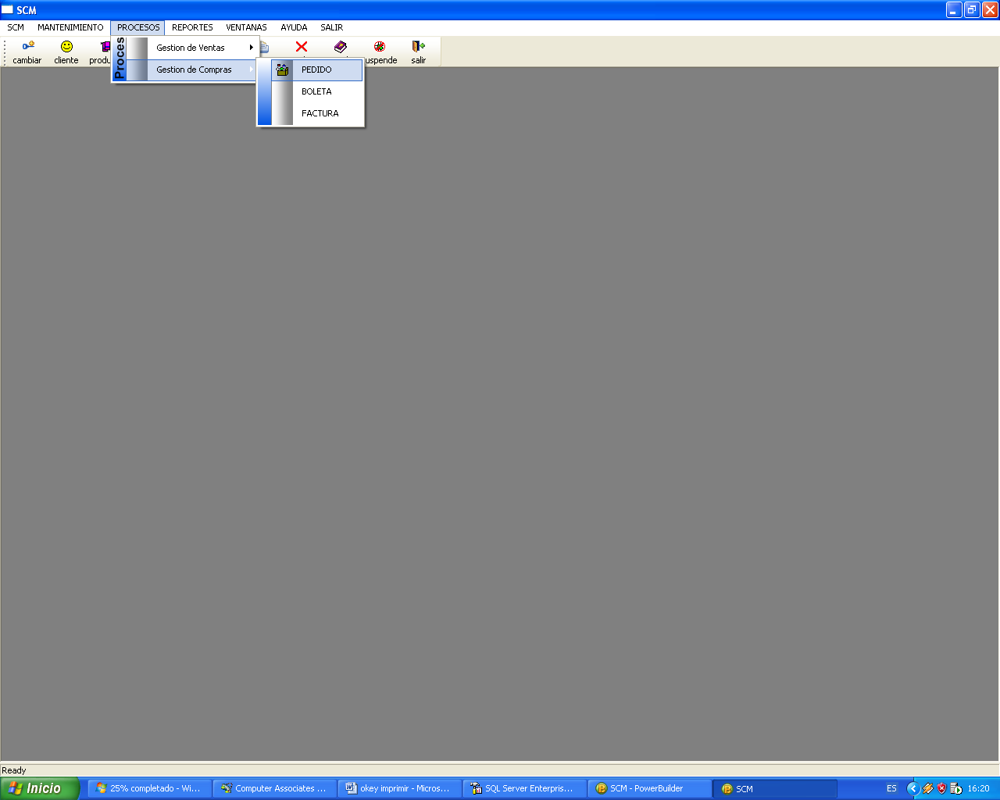 SCM
SCM MANTENIMIENTO PROCESOS REPORTES VENTANAS AYUDA SALIR
cambiar cliente produ uspende salir
Proces
Gestion de Ventas
Gestion de Compras
PEDIDO
BOLETA
FACTURA
Ready
Inicio 25% completado - Wi... Computer Associates ... okey imprimir - Micros... SQL Server Enterpris... SCM - PowerBuilder SCM ES 16:20